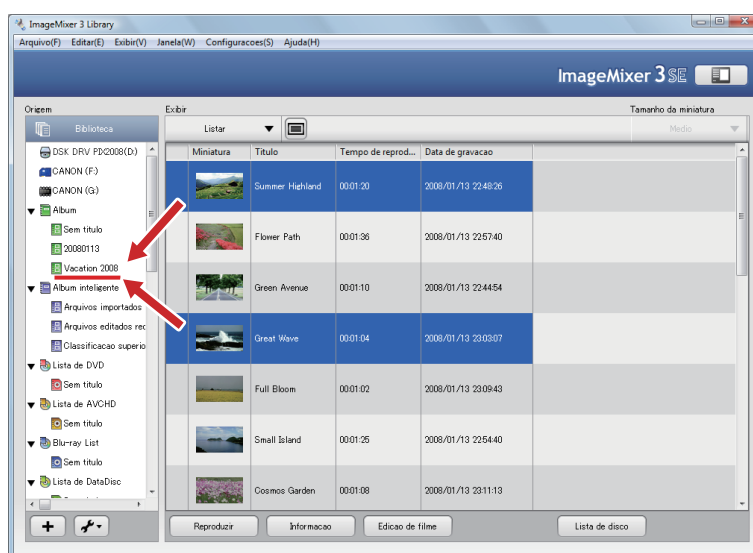 ImageMixer 3 Library
Arquivo(F) Editar(E) Exibir(V) Janela(W) Configuracoes(S) Ajuda(H)
ImageMixer 3 SE
Origem
Exibir
Tamanho da miniatura
Biblioteca
Listar
Medio
DSK DRV PD2008(D:)
CANON (F:)
CANON (G:)
Album
Sem titulo
20080113
Vacation 2008
Album inteligente
Arquivos importados
Arquivos editados rec
Classificacao superio
Lista de DVD
Sem titulo
Lista de AVCHD
Sem titulo
Blu-ray List
Sem titulo
Lista de DataDisc
Miniatura Titulo Tempo de reprod... Data de gravacao
Summer Highland 00:01:20 2008/01/13 22:48:26
Flower Path 00:01:36 2008/01/13 22:57:40
Green Avenue 00:01:10 2008/01/13 22:44:54
Great Wave 00:01:04 2008/01/13 23:03:07
Full Bloom 00:01:02 2008/01/13 23:09:43
Small Island 00:01:25 2008/01/13 22:54:40
Cosmos Garden 00:01:08 2008/01/13 23:11:13
Reproduzir Informacao Edicao de filme Lista de disco